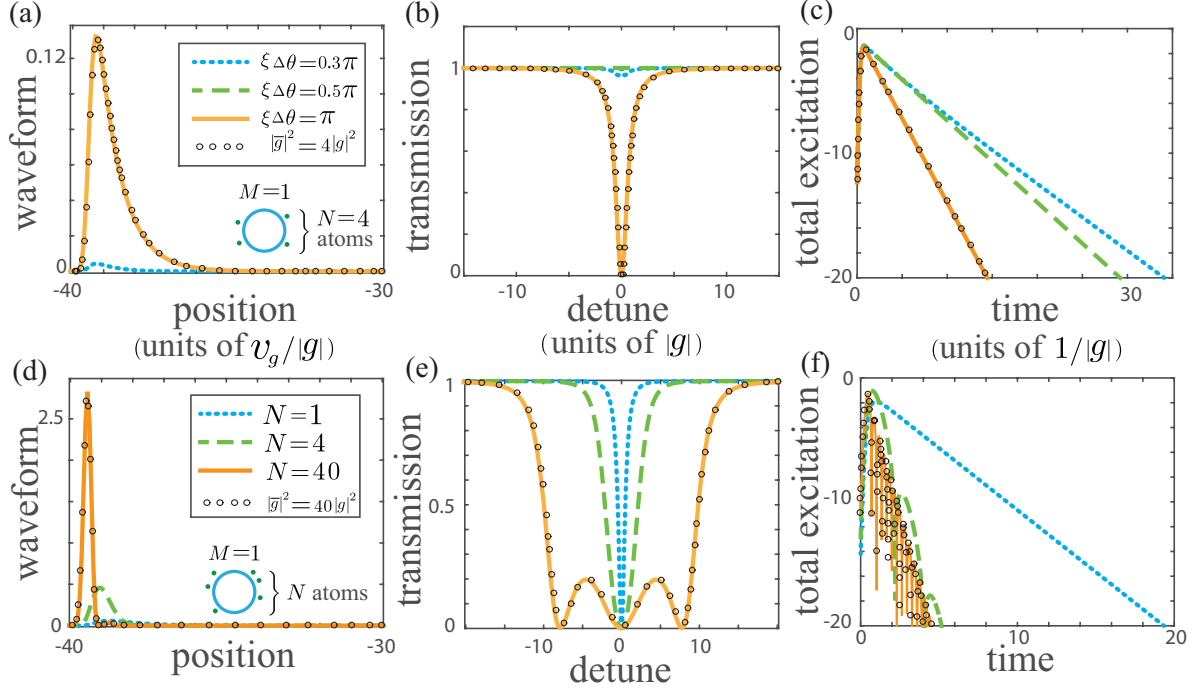 (a)
waveform
0.12
0
-40
-30
position
(units of v_g/|g|)
ξΔθ=0.3π
ξΔθ=0.5π
ξΔθ=π
|g̅|²=4|g|²
M=1
N=4
atoms
(b)
transmission
1
1
-10
0
10
detune
(units of |g|)
(c)
total excitation
0
-10
-20
0
30
time
(units of 1/|g|)
(d)
waveform
2.5
0
-40
-30
position
N=1
N=4
N=40
|g̅|²=40|g|²
M=1
N atoms
(e)
transmission
1
0.5
0
-10
0
10
detune
(f)
total excitation
0
-10
-20
0
10
20
time